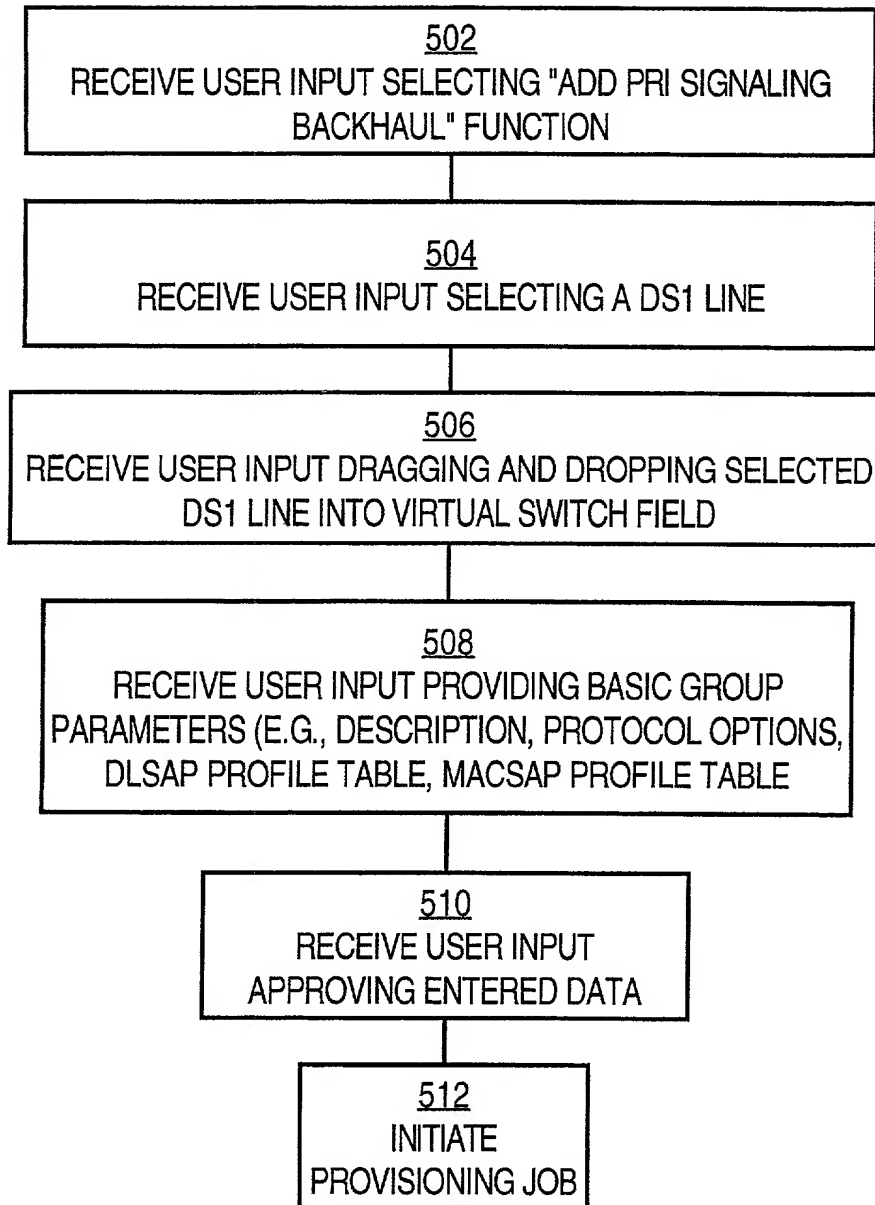 502
RECEIVE USER INPUT SELECTING "ADD PRI SIGNALING
BACKHAUL" FUNCTION
504
RECEIVE USER INPUT SELECTING A DS1 LINE
506
RECEIVE USER INPUT DRAGGING AND DROPPING SELECTED
DS1 LINE INTO VIRTUAL SWITCH FIELD
508
RECEIVE USER INPUT PROVIDING BASIC GROUP
PARAMETERS (E.G., DESCRIPTION, PROTOCOL OPTIONS,
DLSAP PROFILE TABLE, MACSAP PROFILE TABLE
510
RECEIVE USER INPUT
APPROVING ENTERED DATA
512
INITIATE
PROVISIONING JOB